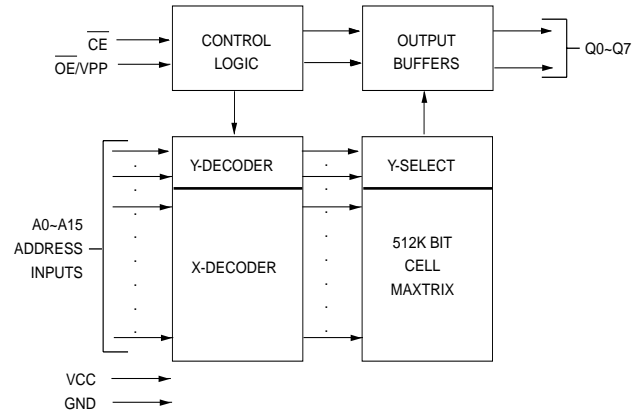 CE
OE/VPP
CONTROL
LOGIC
OUTPUT
BUFFERS
Q0~Q7
A0~A15
ADDRESS
INPUTS
Y-DECODER
X-DECODER
Y-SELECT
512K BIT
CELL
MAXTRIX
VCC
GND